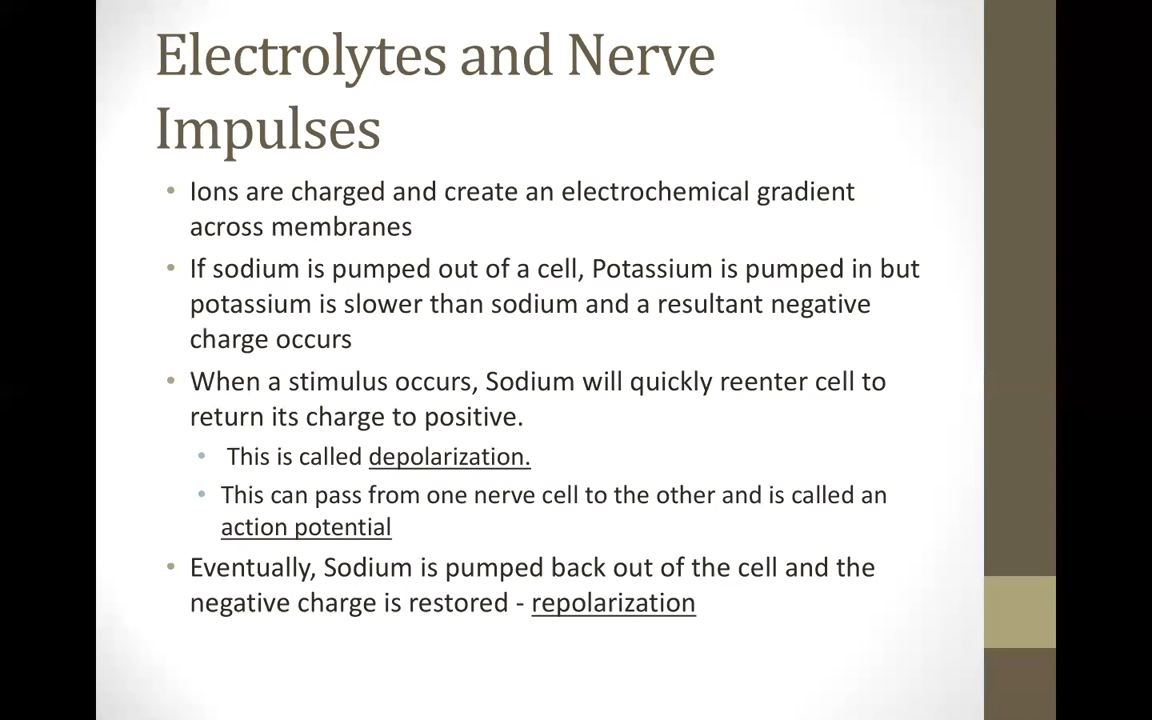 Electrolytes and Nerve
Impulses
• Ions are charged and create an electrochemical gradient
across membranes
• If sodium is pumped out of a cell, Potassium is pumped in but
potassium is slower than sodium and a resultant negative
charge occurs
• When a stimulus occurs, Sodium will quickly reenter cell to
return its charge to positive.
• This is called depolarization.
• This can pass from one nerve cell to the other and is called an
action potential
• Eventually, Sodium is pumped back out of the cell and the
negative charge is restored - repolarization